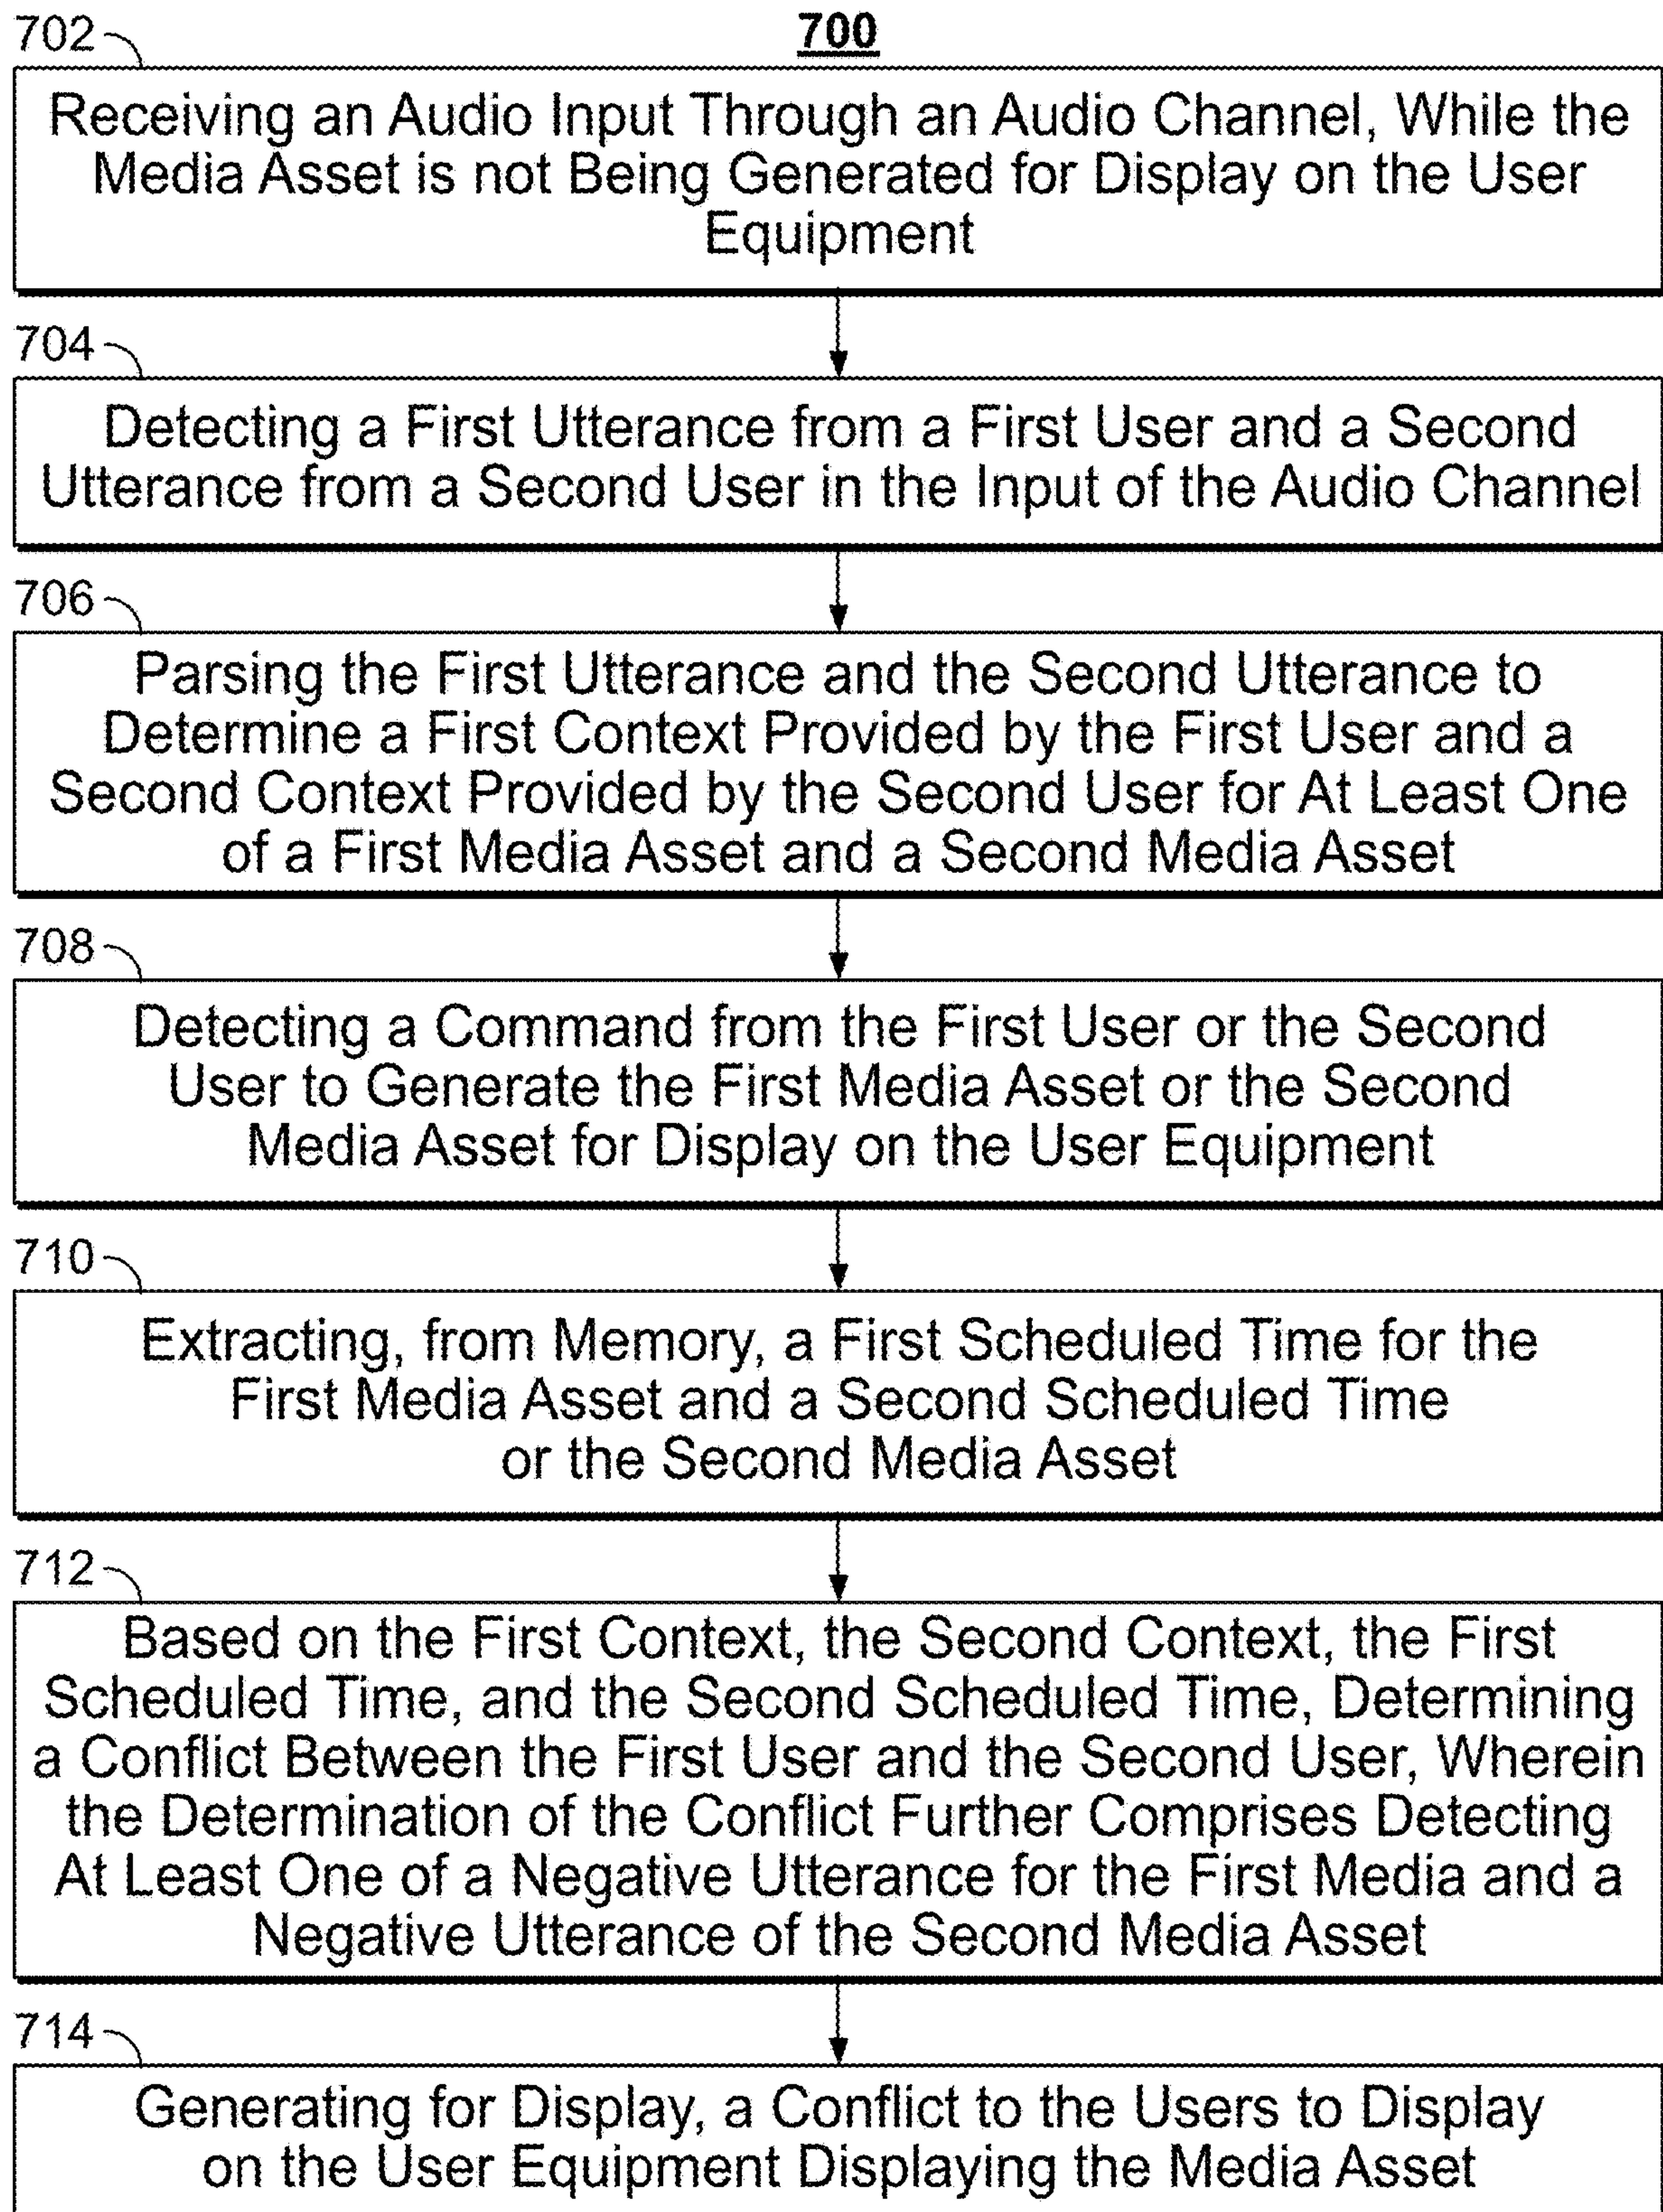 700
702
Receiving an Audio Input Through an Audio Channel, While the
Media Asset is not Being Generated for Display on the User
Equipment
704
Detecting a First Utterance from a First User and a Second
Utterance from a Second User in the Input of the Audio Channel
706
Parsing the First Utterance and the Second Utterance to
Determine a First Context Provided by the First User and a
Second Context Provided by the Second User for At Least One
of a First Media Asset and a Second Media Asset
708
Detecting a Command from the First User or the Second
User to Generate the First Media Asset or the Second
Media Asset for Display on the User Equipment
710
Extracting, from Memory, a First Scheduled Time for the
First Media Asset and a Second Scheduled Time
or the Second Media Asset
712
Based on the First Context, the Second Context, the First
Scheduled Time, and the Second Scheduled Time, Determining
a Conflict Between the First User and the Second User, Wherein
the Determination of the Conflict Further Comprises Detecting
At Least One of a Negative Utterance for the First Media and a
Negative Utterance of the Second Media Asset
714
Generating for Display, a Conflict to the Users to Display
on the User Equipment Displaying the Media Asset